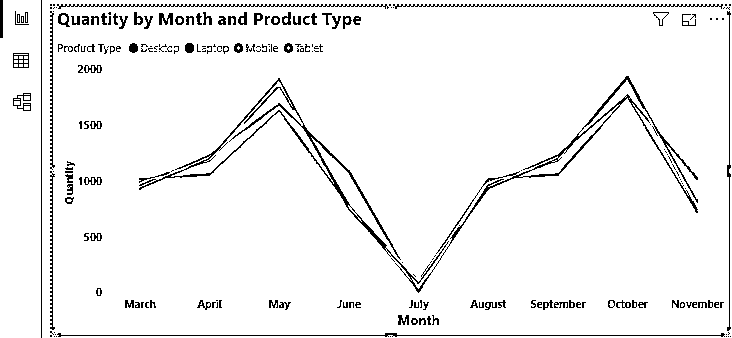 Quantity by Month and Product Type
Product Type Desktop Laptop Mobile Tablet
2000
1500
1000
500
0
Quantity
March April May June July August September October November
Month